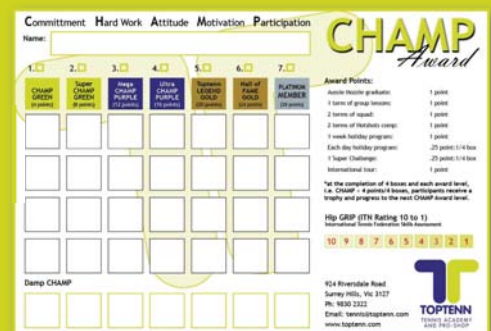 Committment Hard Work Attitude Motivation Participation
Name:
CHAMP
Award
1. 2. 3. 4. 5. 6. 7.
CHAMP GREEN (4 points)
Super CHAMP GREEN (8 points)
Mega CHAMP PURPLE (12 points)
Ultra CHAMP PURPLE (16 points)
Toptenn LEGEND GOLD (20 points)
Hall of FAME GOLD (24 points)
PLATINUM MEMBER (28 points)
Award Points:
Aussie Hozzie graduate: 1 point
1 term of group lessons: 1 point
2 terms of squad: 1 point
2 terms of Hotshots comp: 1 point
1 week holiday program: 1 point
Each day holiday program: .25 point:1/4 box
1 Super Challenge: .25 point:1/4 box
International tour: 1 point
*at the completion of 4 boxes and each award level,
i.e. CHAMP = 4 points/4 boxes, participants receive a
trophy and progress to the next CHAMP Award level.
Hip GRIP (ITN Rating 10 to 1)
International Tennis Federation Skills Assessment
10 9 8 7 6 5 4 3 2 1
Damp CHAMP
924 Riversdale Road
Surrey Hills, Vic 3127
Ph: 9830 2322
Email: tennis@toptenn.com
www.toptenn.com
TOPTENN
TENNIS ACADEMY
AND PRO-SHOP